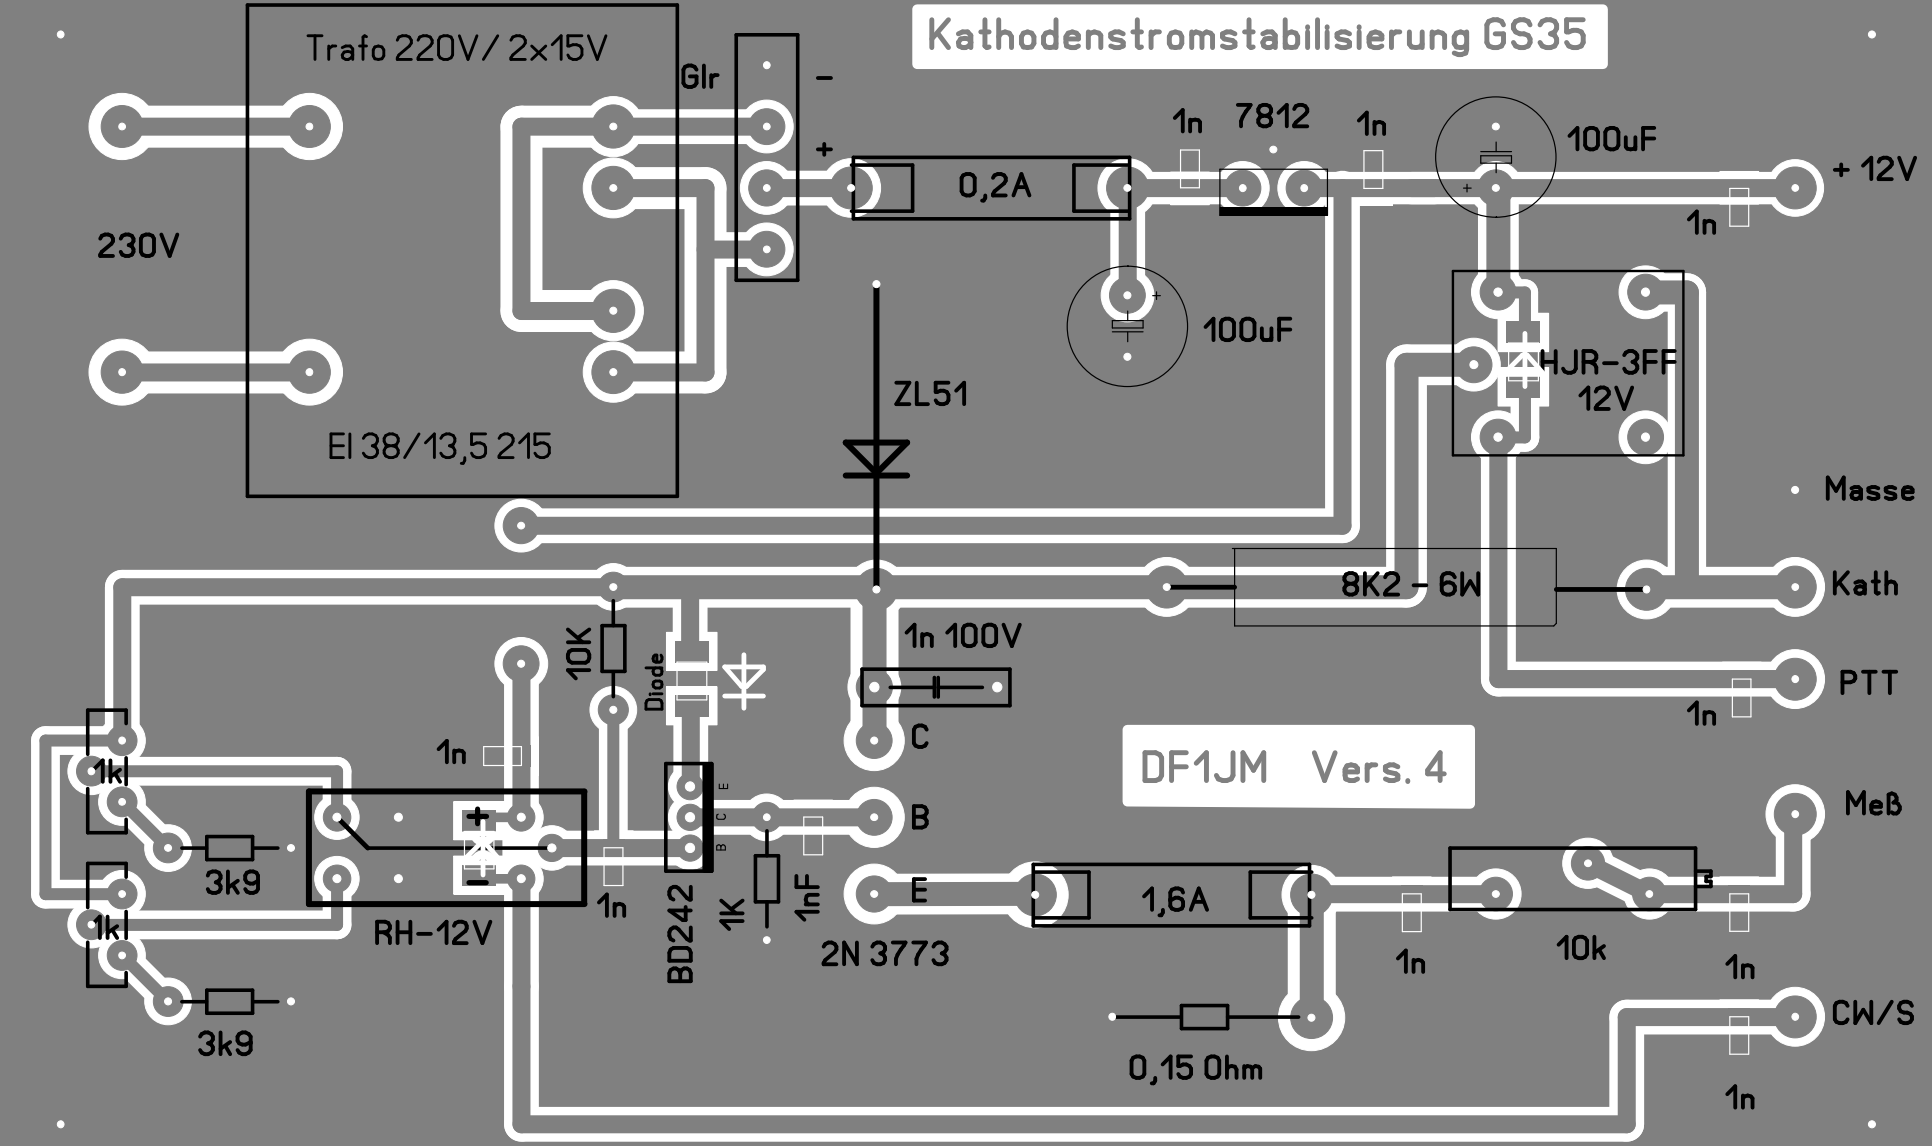 Kathodenstromstabilisierung GS35
Trafo 220V/ 2x15V
Glr
-
+
1n
7812
1n
100uF
+ 12V
0,2A
1n
230V
100uF
HJR-3FF
12V
ZL51
EI 38/13,5 215
Masse
8K2 - 6W
Kath
10K
Diode
1n 100V
PTT
1n
C
1n
DF1JM Vers. 4
1k
E
C
B
+
-
B
Meß
3k9
1n
BD242
1K
1nF
E
1,6A
1k
RH-12V
2N 3773
1n
10k
1n
3k9
0,15 Ohm
CW/S
1n